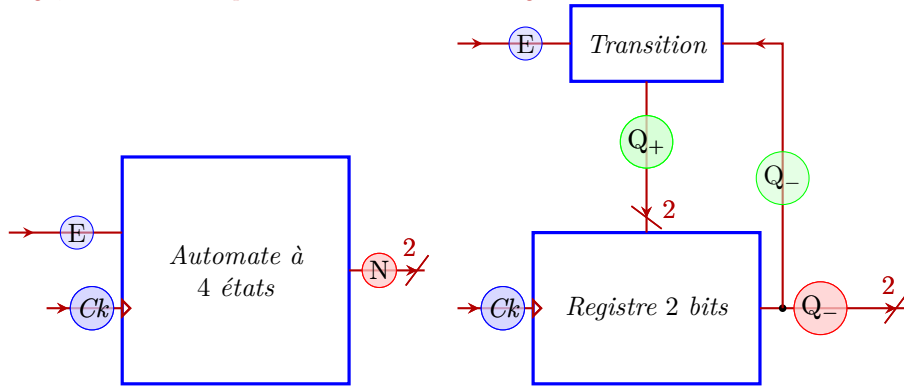 E
Ck
Automate à
4 états
N
2
E
Transition
Q+
Q−
2
Ck
Registre 2 bits
Q−
2